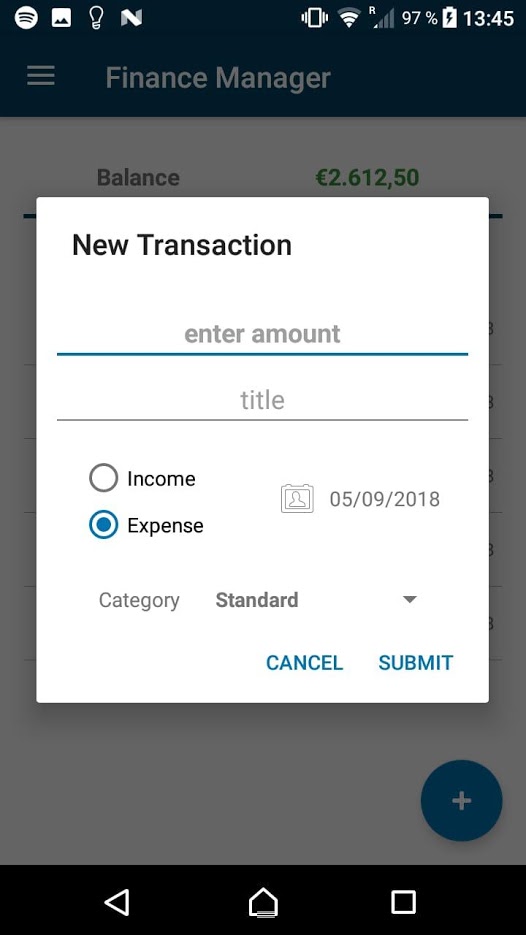 R 97 % 13:45
Finance Manager
Balance €2.612,50
New Transaction
enter amount
title
Income
05/09/2018
Expense
Category Standard
CANCEL SUBMIT
+